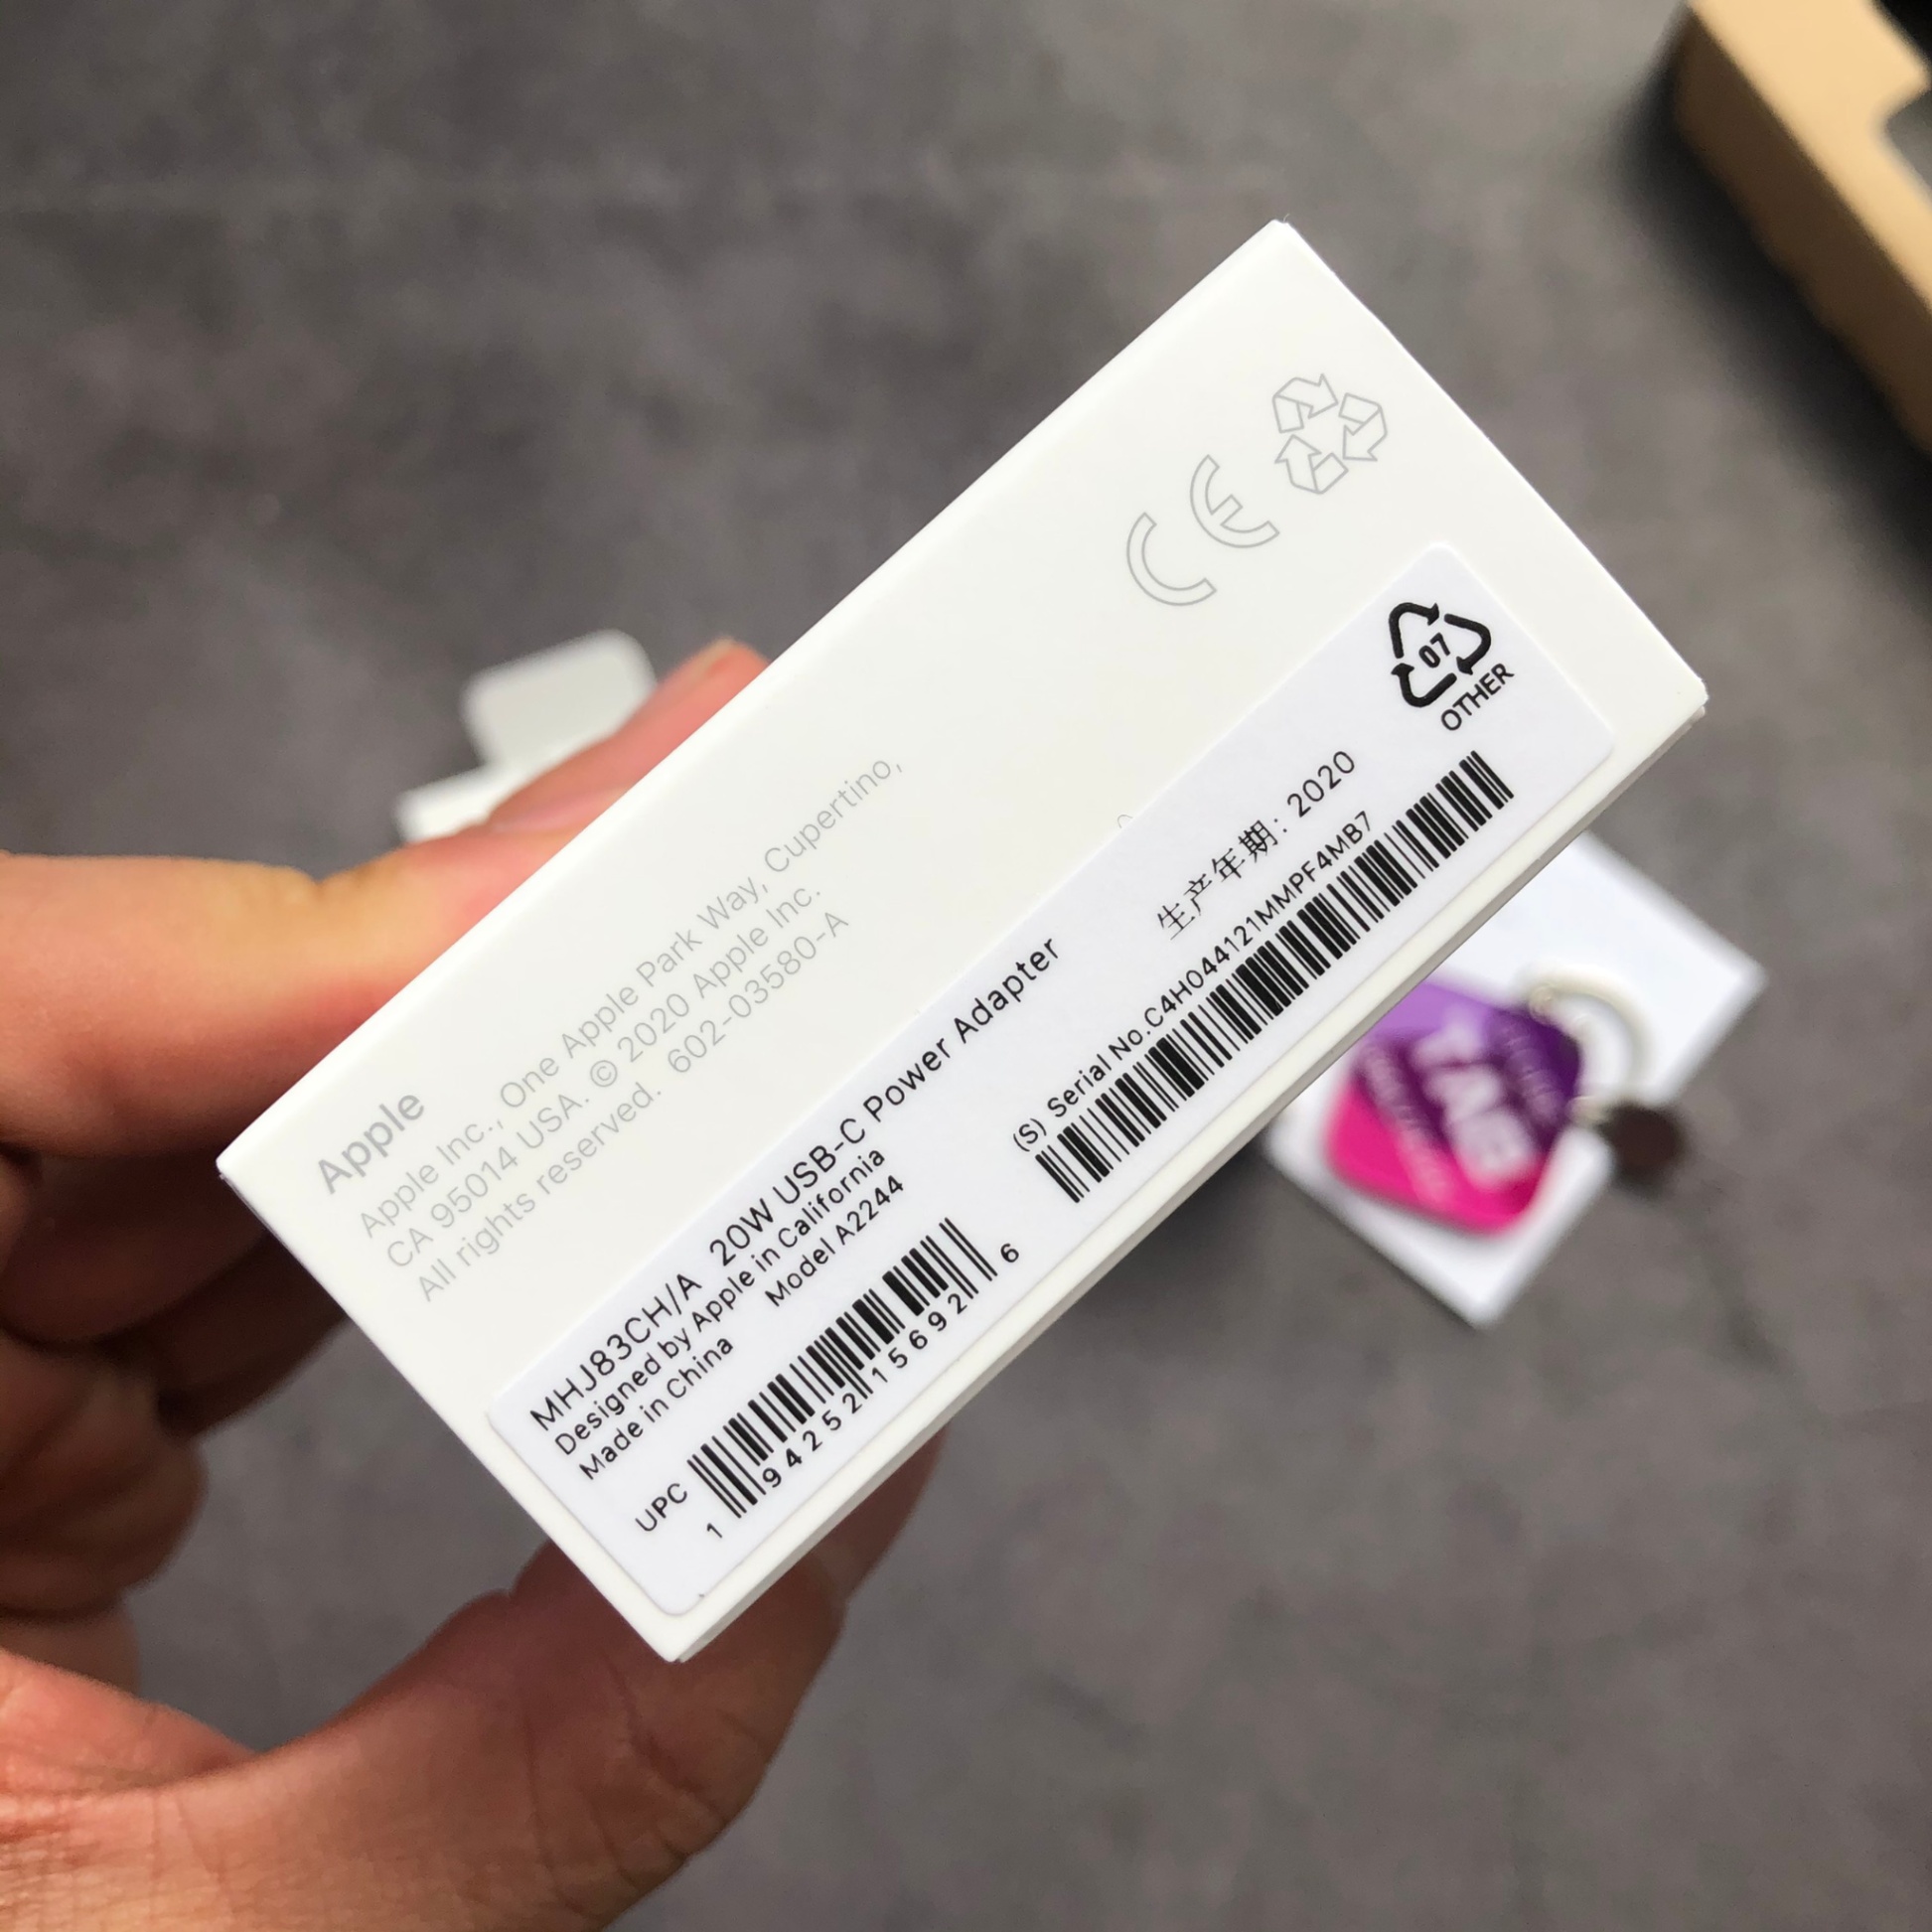 Apple
Apple Inc., One Apple Park Way, Cupertino,
CA 95014 USA. © 2020 Apple Inc.
All rights reserved. 602-03580-A
CE
07
OTHER
MHJ83CH/A 20W USB-C Power Adapter
Designed by Apple in California
Made in China Model A2244
生产年期: 2020
(S) Serial No.C4H044121MMPF4MB7
UPC
1 94252 15692 6
TAB